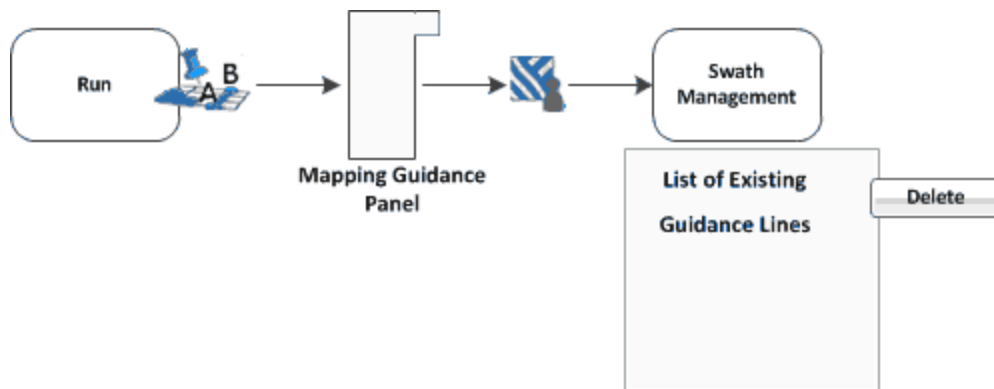 Run
A
B
Mapping Guidance
Panel
Swath
Management
List of Existing
Guidance Lines
Delete